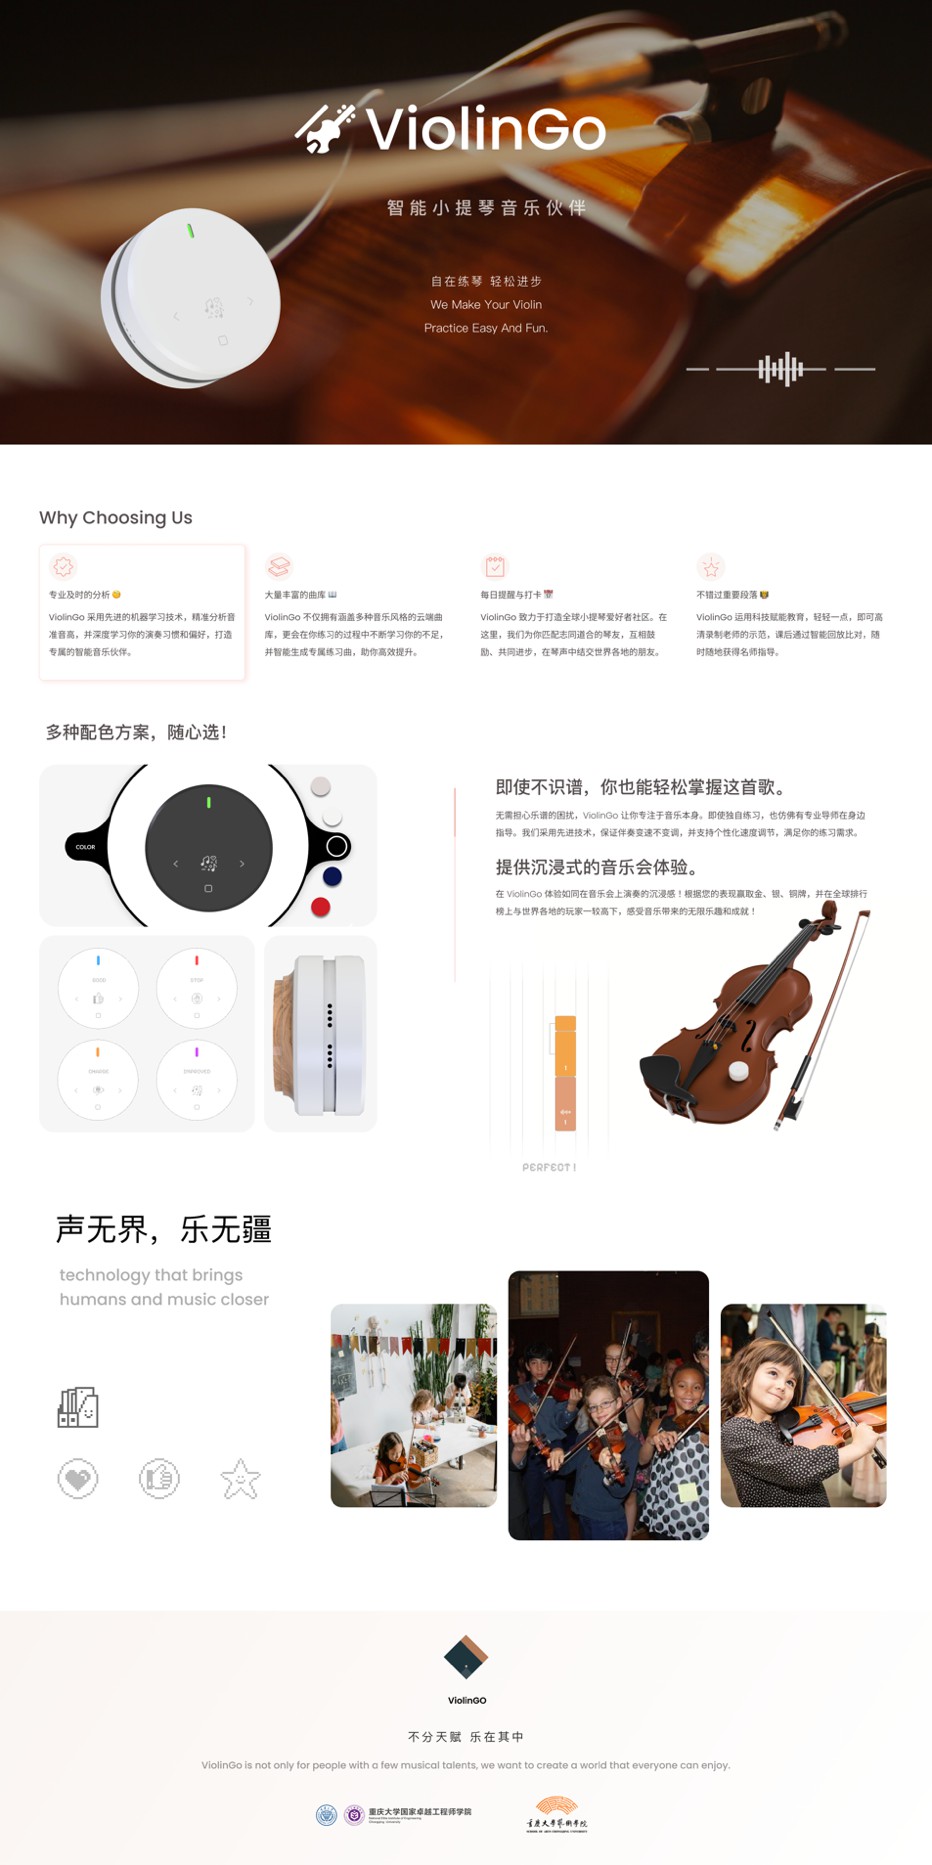 ViolinGo
智能小提琴音乐伙伴
自在练琴 轻松进步
We Make Your Violin
Practice Easy And Fun.
Why Choosing Us
专业及时的分析
ViolinGo 采用先进的机器学习技术，精准分析音
准音高，并深度学习你的演奏习惯和偏好，打造
专属的智能音乐伙伴。
大量丰富的曲库
ViolinGo 不仅拥有涵盖多种音乐风格的云端曲
库，更会在你练习的过程中不断学习你的不足，
并智能生成专属练习曲，助你高效提升。
每日提醒与打卡
ViolinGo 致力于打造全球小提琴爱好者社区。在
这里，我们为你匹配志同道合的琴友，互相鼓
励、共同进步，在琴声中结交世界各地的朋友。
不错过重要段落
ViolinGo 运用科技赋能教育，轻轻一点，即可高
清录制老师的示范，课后通过智能回放比对，随
时随地获得名师指导。
多种配色方案，随心选！
COLOR
GOOD
STOP
CHANGE
即使不识谱，你也能轻松掌握这首歌。
无需担心乐谱的困扰，ViolinGo 让你专注于音乐本身。即使独自练习，也仿佛有专业导师在身边
指导。我们采用先进技术，保证伴奏变速不变调，并支持个性化速度调节，满足你的练习需求。
提供沉浸式的音乐会体验。
在 ViolinGo 体验如同在音乐会上演奏的沉浸感！根据您的表现赢取金、银、铜牌，并在全球排行
榜上与世界各地的玩家一较高下，感受音乐带来的无限乐趣和成就！
PERFECT!
声无界，乐无疆
technology that brings
humans and music closer
ViolinGO
不分天赋 乐在其中
ViolinGo is not only for people with a few musical talents, we want to create a world that everyone can enjoy.
重庆大学国家卓越工程师学院
重庆大学艺术学院